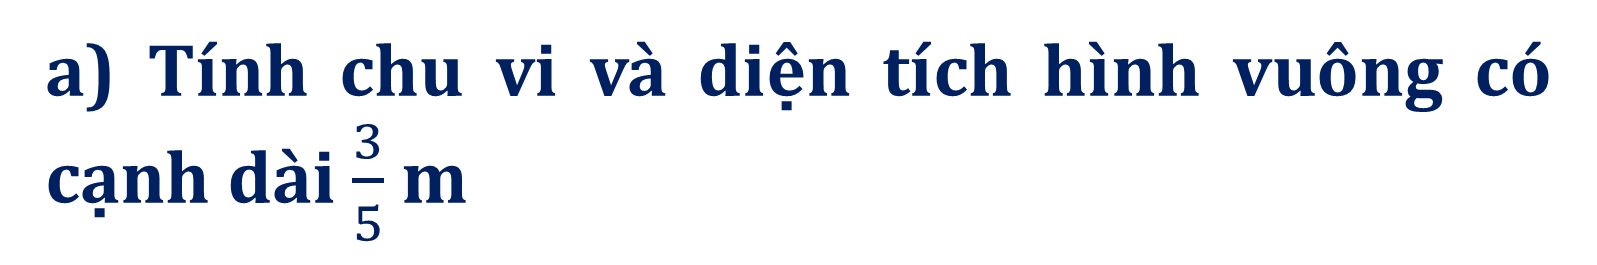 a) Tính chu vi và diện tích hình vuông có
cạnh dài 3/5 m